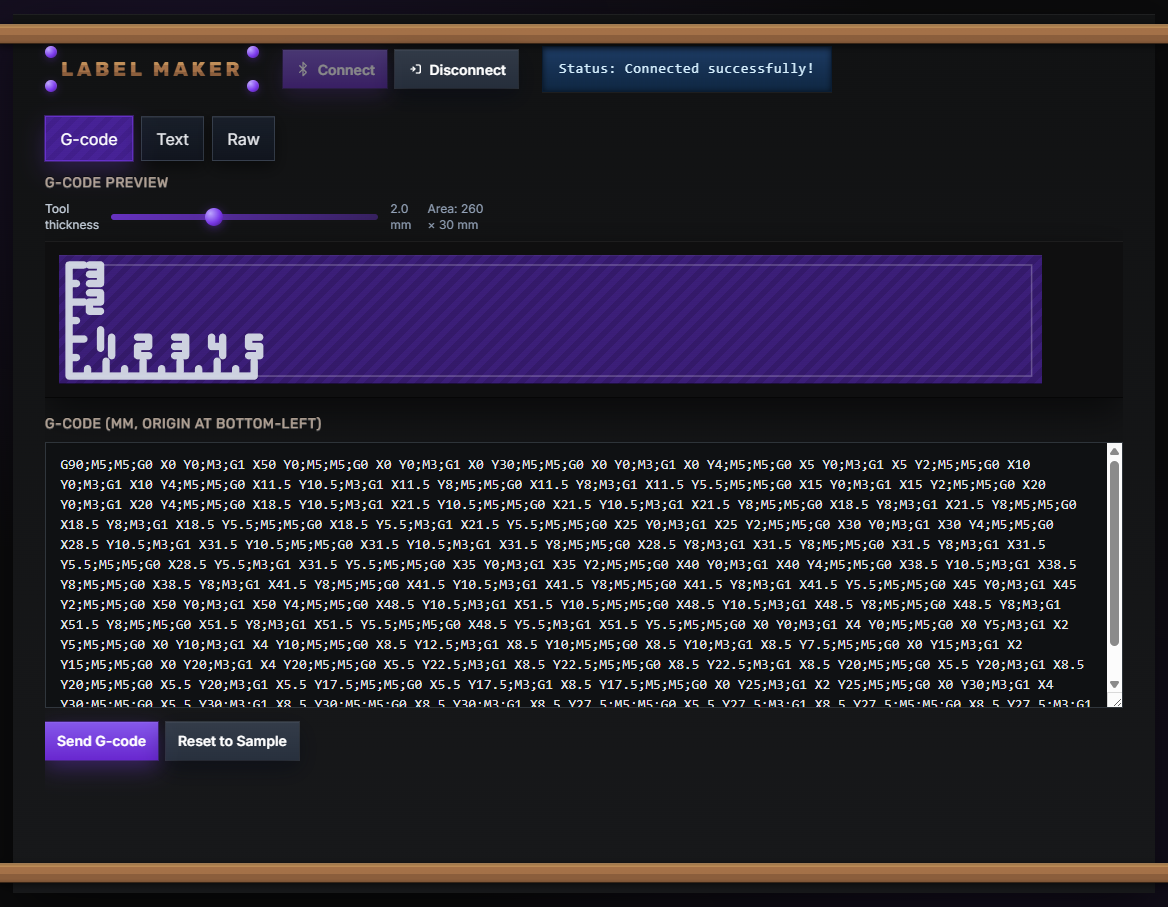 LABEL MAKER
Connect
Disconnect
Status: Connected successfully!
G-code
Text
Raw
G-CODE PREVIEW
Tool
thickness
2.0
mm
Area: 260
× 30 mm
3
3
2
1 2 3 4 5
G-CODE (MM, ORIGIN AT BOTTOM-LEFT)
G90;M5;M5;G0 X0 Y0;M3;G1 X50 Y0;M5;M5;G0 X0 Y0;M3;G1 X0 Y30;M5;M5;G0 X0 Y0;M3;G1 X0 Y4;M5;M5;G0 X5 Y0;M3;G1 X5 Y2;M5;M5;G0 X10
Y0;M3;G1 X10 Y4;M5;M5;G0 X11.5 Y10.5;M3;G1 X11.5 Y8;M5;M5;G0 X11.5 Y8;M3;G1 X11.5 Y5.5;M5;M5;G0 X15 Y0;M3;G1 X15 Y2;M5;M5;G0 X20
Y0;M3;G1 X20 Y4;M5;M5;G0 X18.5 Y10.5;M3;G1 X21.5 Y10.5;M5;M5;G0 X21.5 Y10.5;M3;G1 X21.5 Y8;M5;M5;G0 X18.5 Y8;M3;G1 X21.5 Y8;M5;M5;G0
X18.5 Y8;M3;G1 X18.5 Y5.5;M5;M5;G0 X18.5 Y5.5;M3;G1 X21.5 Y5.5;M5;M5;G0 X25 Y0;M3;G1 X25 Y2;M5;M5;G0 X30 Y0;M3;G1 X30 Y4;M5;M5;G0
X28.5 Y10.5;M3;G1 X31.5 Y10.5;M5;M5;G0 X31.5 Y10.5;M3;G1 X31.5 Y8;M5;M5;G0 X28.5 Y8;M3;G1 X31.5 Y8;M5;M5;G0 X31.5 Y8;M3;G1 X31.5
Y5.5;M5;M5;G0 X28.5 Y5.5;M3;G1 X31.5 Y5.5;M5;M5;G0 X35 Y0;M3;G1 X35 Y2;M5;M5;G0 X40 Y0;M3;G1 X40 Y4;M5;M5;G0 X38.5 Y10.5;M3;G1 X38.5
Y8;M5;M5;G0 X38.5 Y8;M3;G1 X41.5 Y8;M5;M5;G0 X41.5 Y10.5;M3;G1 X41.5 Y8;M5;M5;G0 X41.5 Y8;M3;G1 X41.5 Y5.5;M5;M5;G0 X45 Y0;M3;G1 X45
Y2;M5;M5;G0 X50 Y0;M3;G1 X50 Y4;M5;M5;G0 X48.5 Y10.5;M3;G1 X51.5 Y10.5;M5;M5;G0 X48.5 Y10.5;M3;G1 X48.5 Y8;M5;M5;G0 X48.5 Y8;M3;G1
X51.5 Y8;M5;M5;G0 X51.5 Y8;M3;G1 X51.5 Y5.5;M5;M5;G0 X48.5 Y5.5;M3;G1 X51.5 Y5.5;M5;M5;G0 X0 Y0;M3;G1 X4 Y0;M5;M5;G0 X0 Y5;M3;G1 X2
Y5;M5;M5;G0 X0 Y10;M3;G1 X4 Y10;M5;M5;G0 X8.5 Y12.5;M3;G1 X8.5 Y10;M5;M5;G0 X8.5 Y10;M3;G1 X8.5 Y7.5;M5;M5;G0 X0 Y15;M3;G1 X2
Y15;M5;M5;G0 X0 Y20;M3;G1 X4 Y20;M5;M5;G0 X5.5 Y22.5;M3;G1 X8.5 Y22.5;M5;M5;G0 X8.5 Y22.5;M3;G1 X8.5 Y20;M5;M5;G0 X5.5 Y20;M3;G1 X8.5
Y20;M5;M5;G0 X5.5 Y20;M3;G1 X5.5 Y17.5;M5;M5;G0 X5.5 Y17.5;M3;G1 X8.5 Y17.5;M5;M5;G0 X0 Y25;M3;G1 X2 Y25;M5;M5;G0 X0 Y30;M3;G1 X4
Y30;M5;M5;G0 X5.5 Y30;M3;G1 X8.5 Y30;M5;M5;G0 X8.5 Y30;M3;G1 X8.5 Y27.5;M5;M5;G0 X5.5 Y27.5;M3;G1 X8.5 Y27.5;M5;M5;G0 X8.5 Y27.5;M3;G1
Send G-code
Reset to Sample